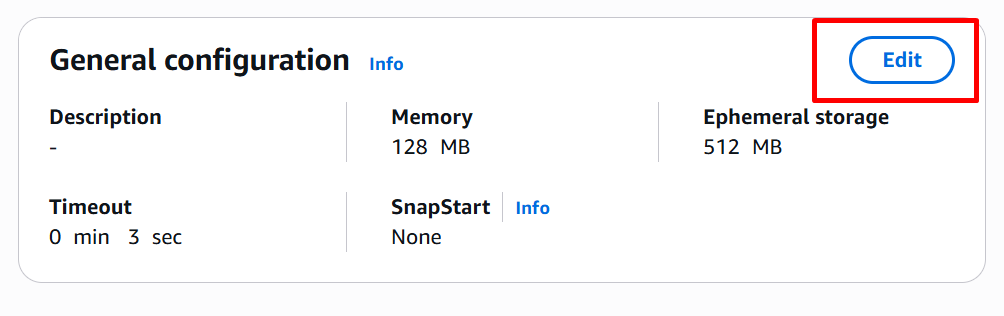 General configuration Info Edit
Description Memory Ephemeral storage
- 128 MB 512 MB
Timeout SnapStart Info
0 min 3 sec None